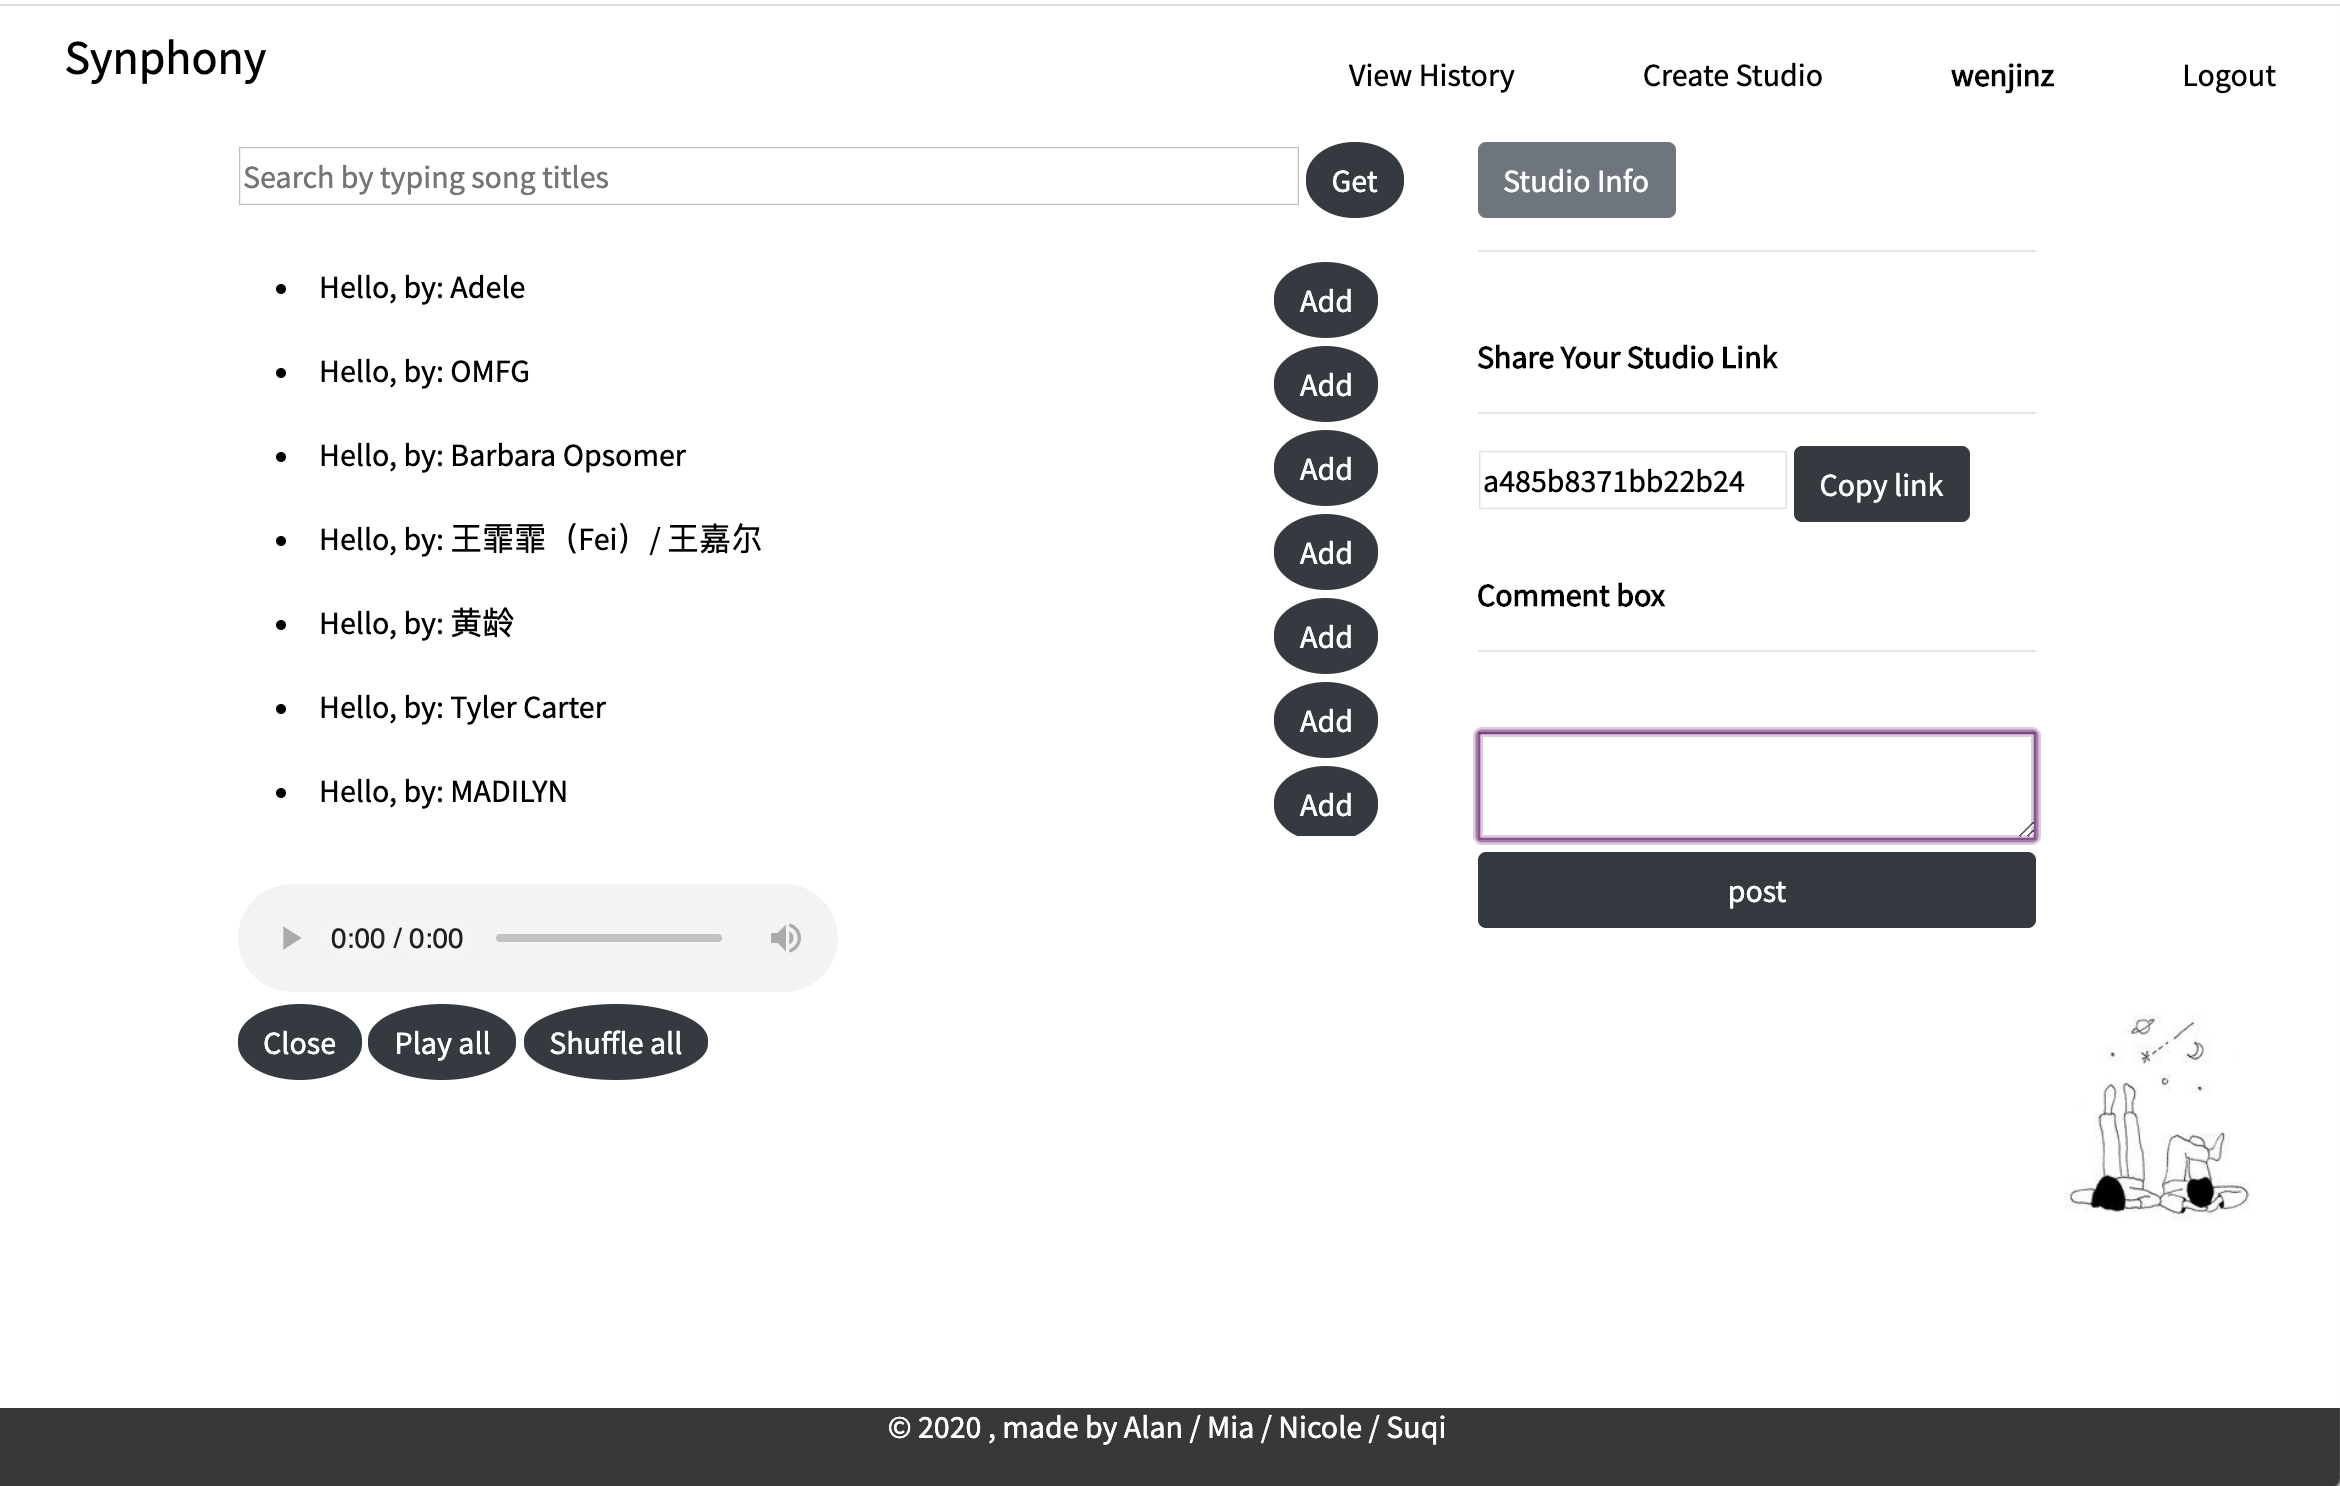 Synphony
View History
Create Studio
wenjinz
Logout
Search by typing song titles
Get
Hello, by: Adele
Add
Hello, by: OMFG
Add
Hello, by: Barbara Opsomer
Add
Hello, by: 王霏霏（Fei）/ 王嘉尔
Add
Hello, by: 黄龄
Add
Hello, by: Tyler Carter
Add
Hello, by: MADILYN
Add
0:00 / 0:00
Close
Play all
Shuffle all
Studio Info
Share Your Studio Link
a485b8371bb22b24
Copy link
Comment box
post
© 2020 , made by Alan / Mia / Nicole / Suqi